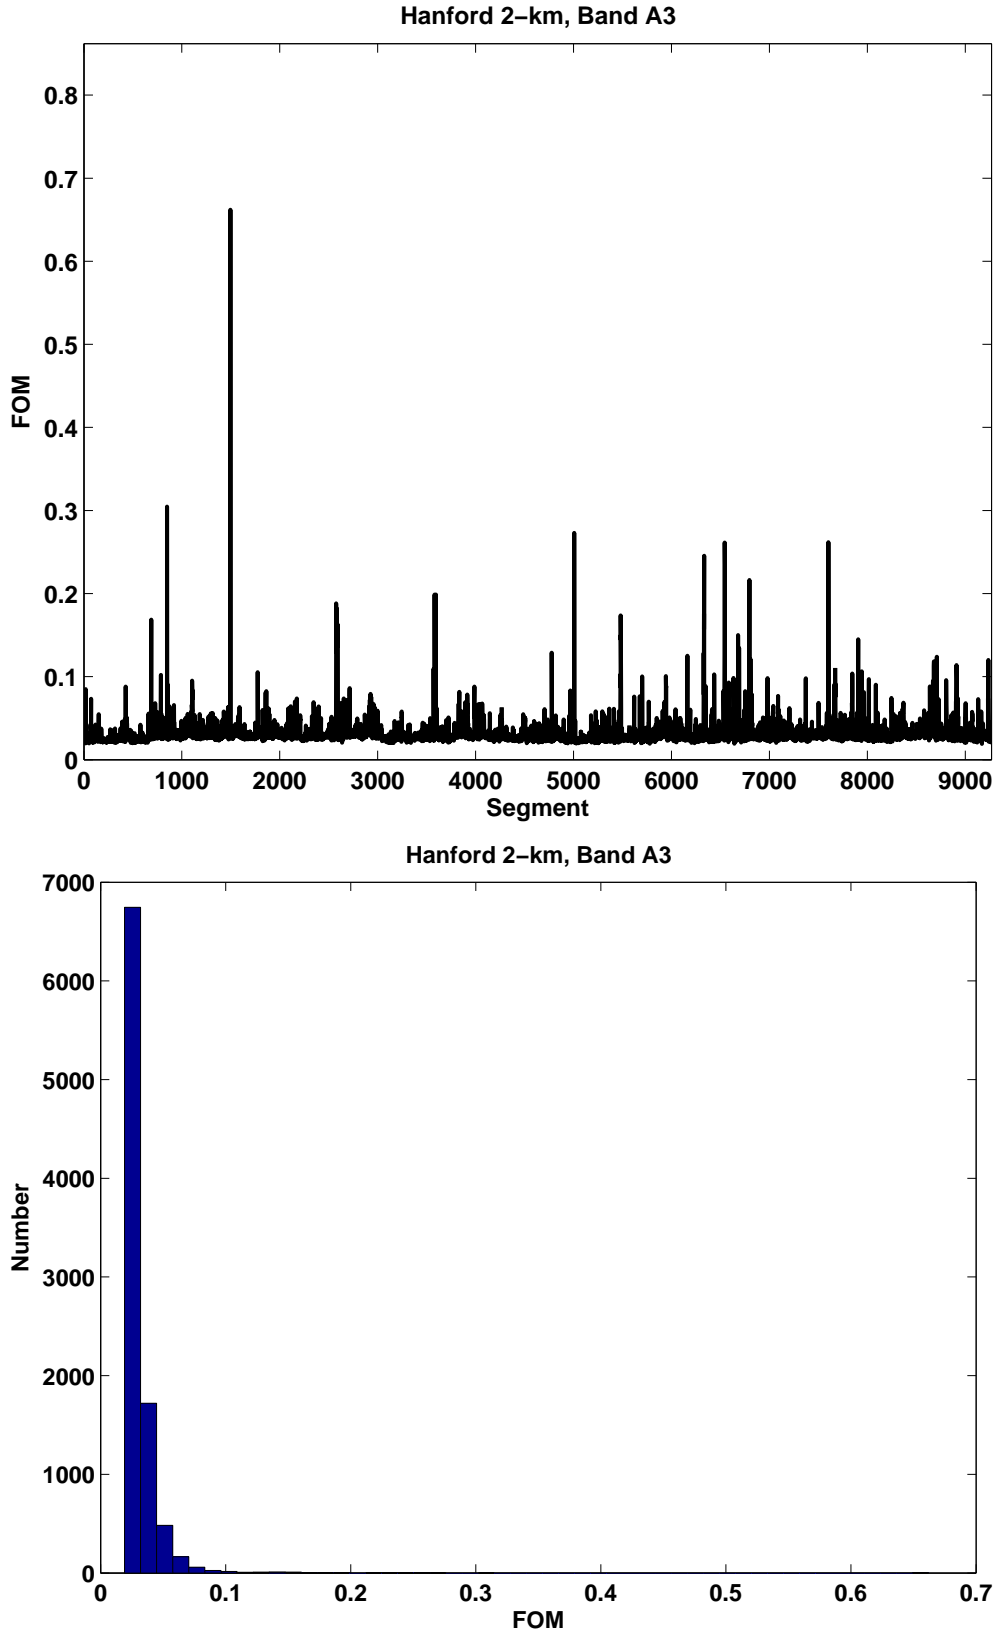 Hanford 2−km, Band A3
0.8
0.7
0.6
0.5
0.4
0.3
0.2
0.1
0
FOM
0 1000 2000 3000 4000 5000 6000 7000 8000 9000
Segment
Hanford 2−km, Band A3
7000
6000
5000
4000
3000
2000
1000
0
Number
0 0.1 0.2 0.3 0.4 0.5 0.6 0.7
FOM